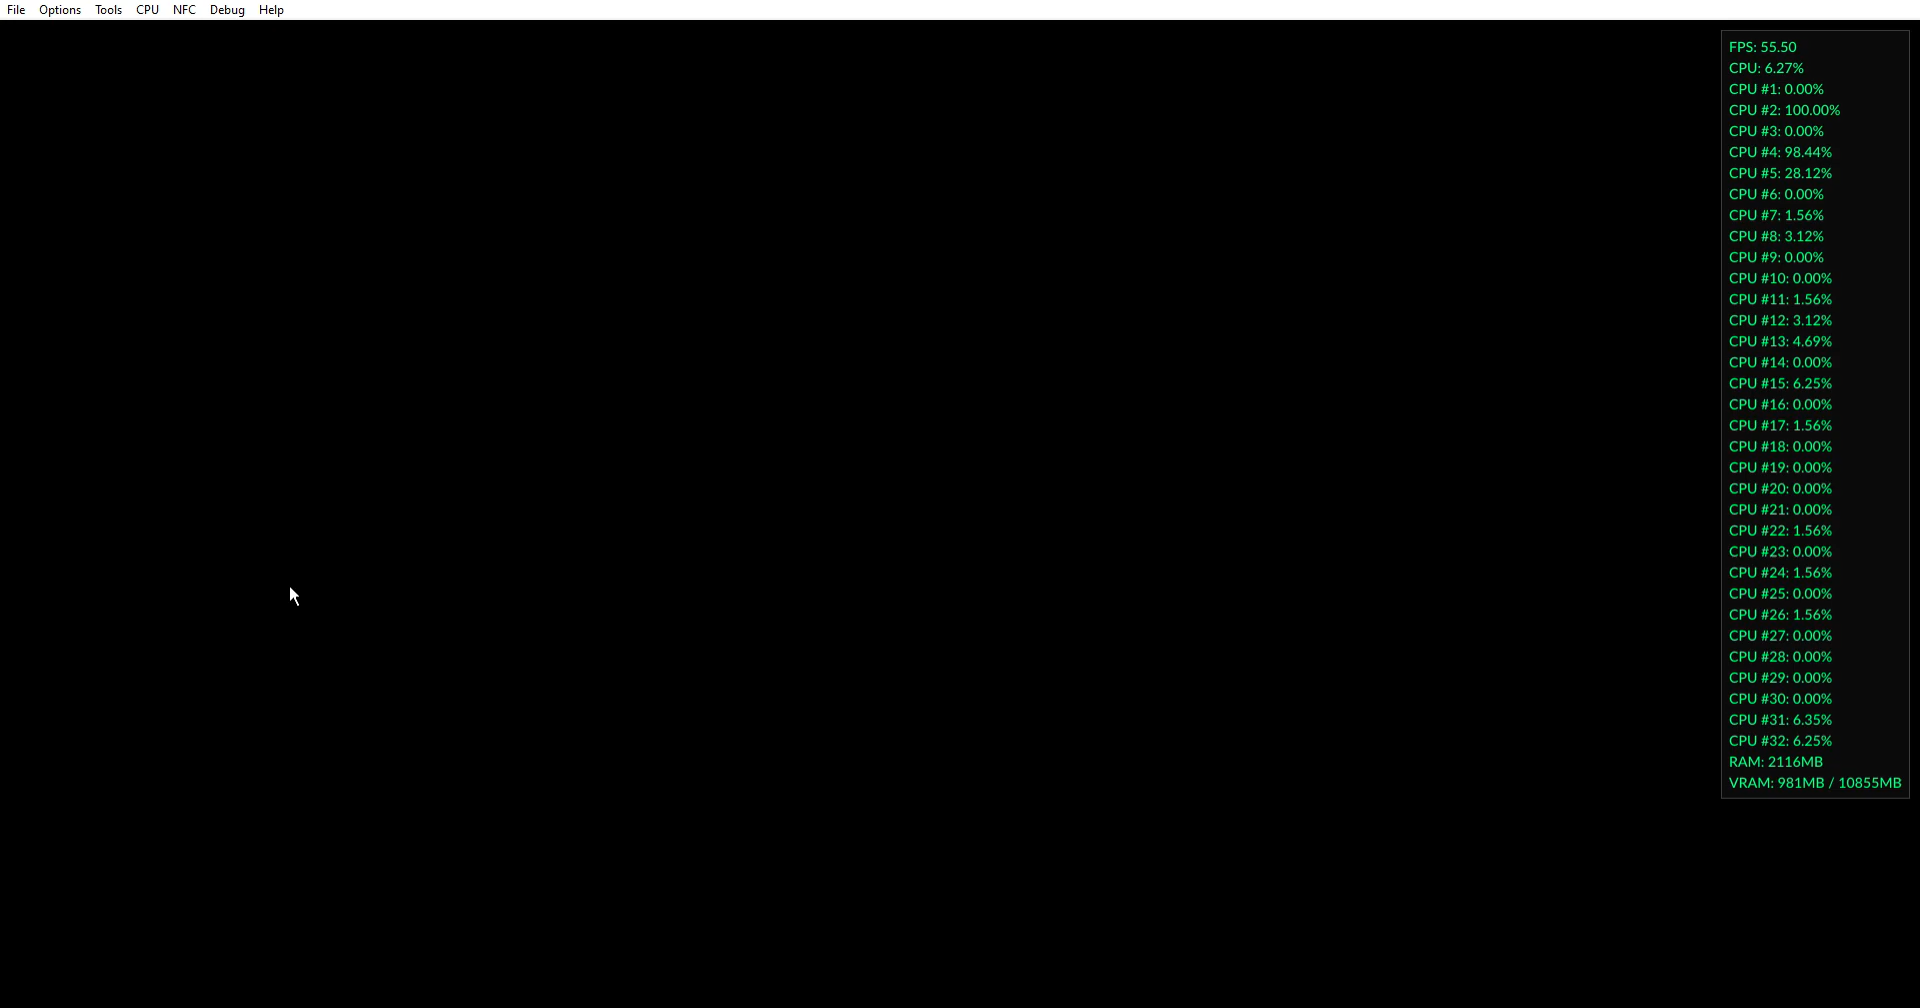 File Options Tools CPU NFC Debug Help
FPS: 55.50
CPU: 6.27%
CPU #1: 0.00%
CPU #2: 100.00%
CPU #3: 0.00%
CPU #4: 98.44%
CPU #5: 28.12%
CPU #6: 0.00%
CPU #7: 1.56%
CPU #8: 3.12%
CPU #9: 0.00%
CPU #10: 0.00%
CPU #11: 1.56%
CPU #12: 3.12%
CPU #13: 4.69%
CPU #14: 0.00%
CPU #15: 6.25%
CPU #16: 0.00%
CPU #17: 1.56%
CPU #18: 0.00%
CPU #19: 0.00%
CPU #20: 0.00%
CPU #21: 0.00%
CPU #22: 1.56%
CPU #23: 0.00%
CPU #24: 1.56%
CPU #25: 0.00%
CPU #26: 1.56%
CPU #27: 0.00%
CPU #28: 0.00%
CPU #29: 0.00%
CPU #30: 0.00%
CPU #31: 6.35%
CPU #32: 6.25%
RAM: 2116MB
VRAM: 981MB / 10855MB